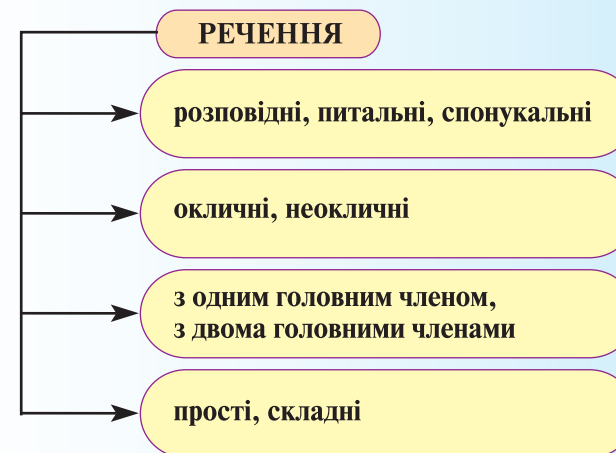 РЕЧЕННЯ
розповідні, питальні, спонукальні
окличні, неокличні
з одним головним членом,
з двома головними членами
прості, складні